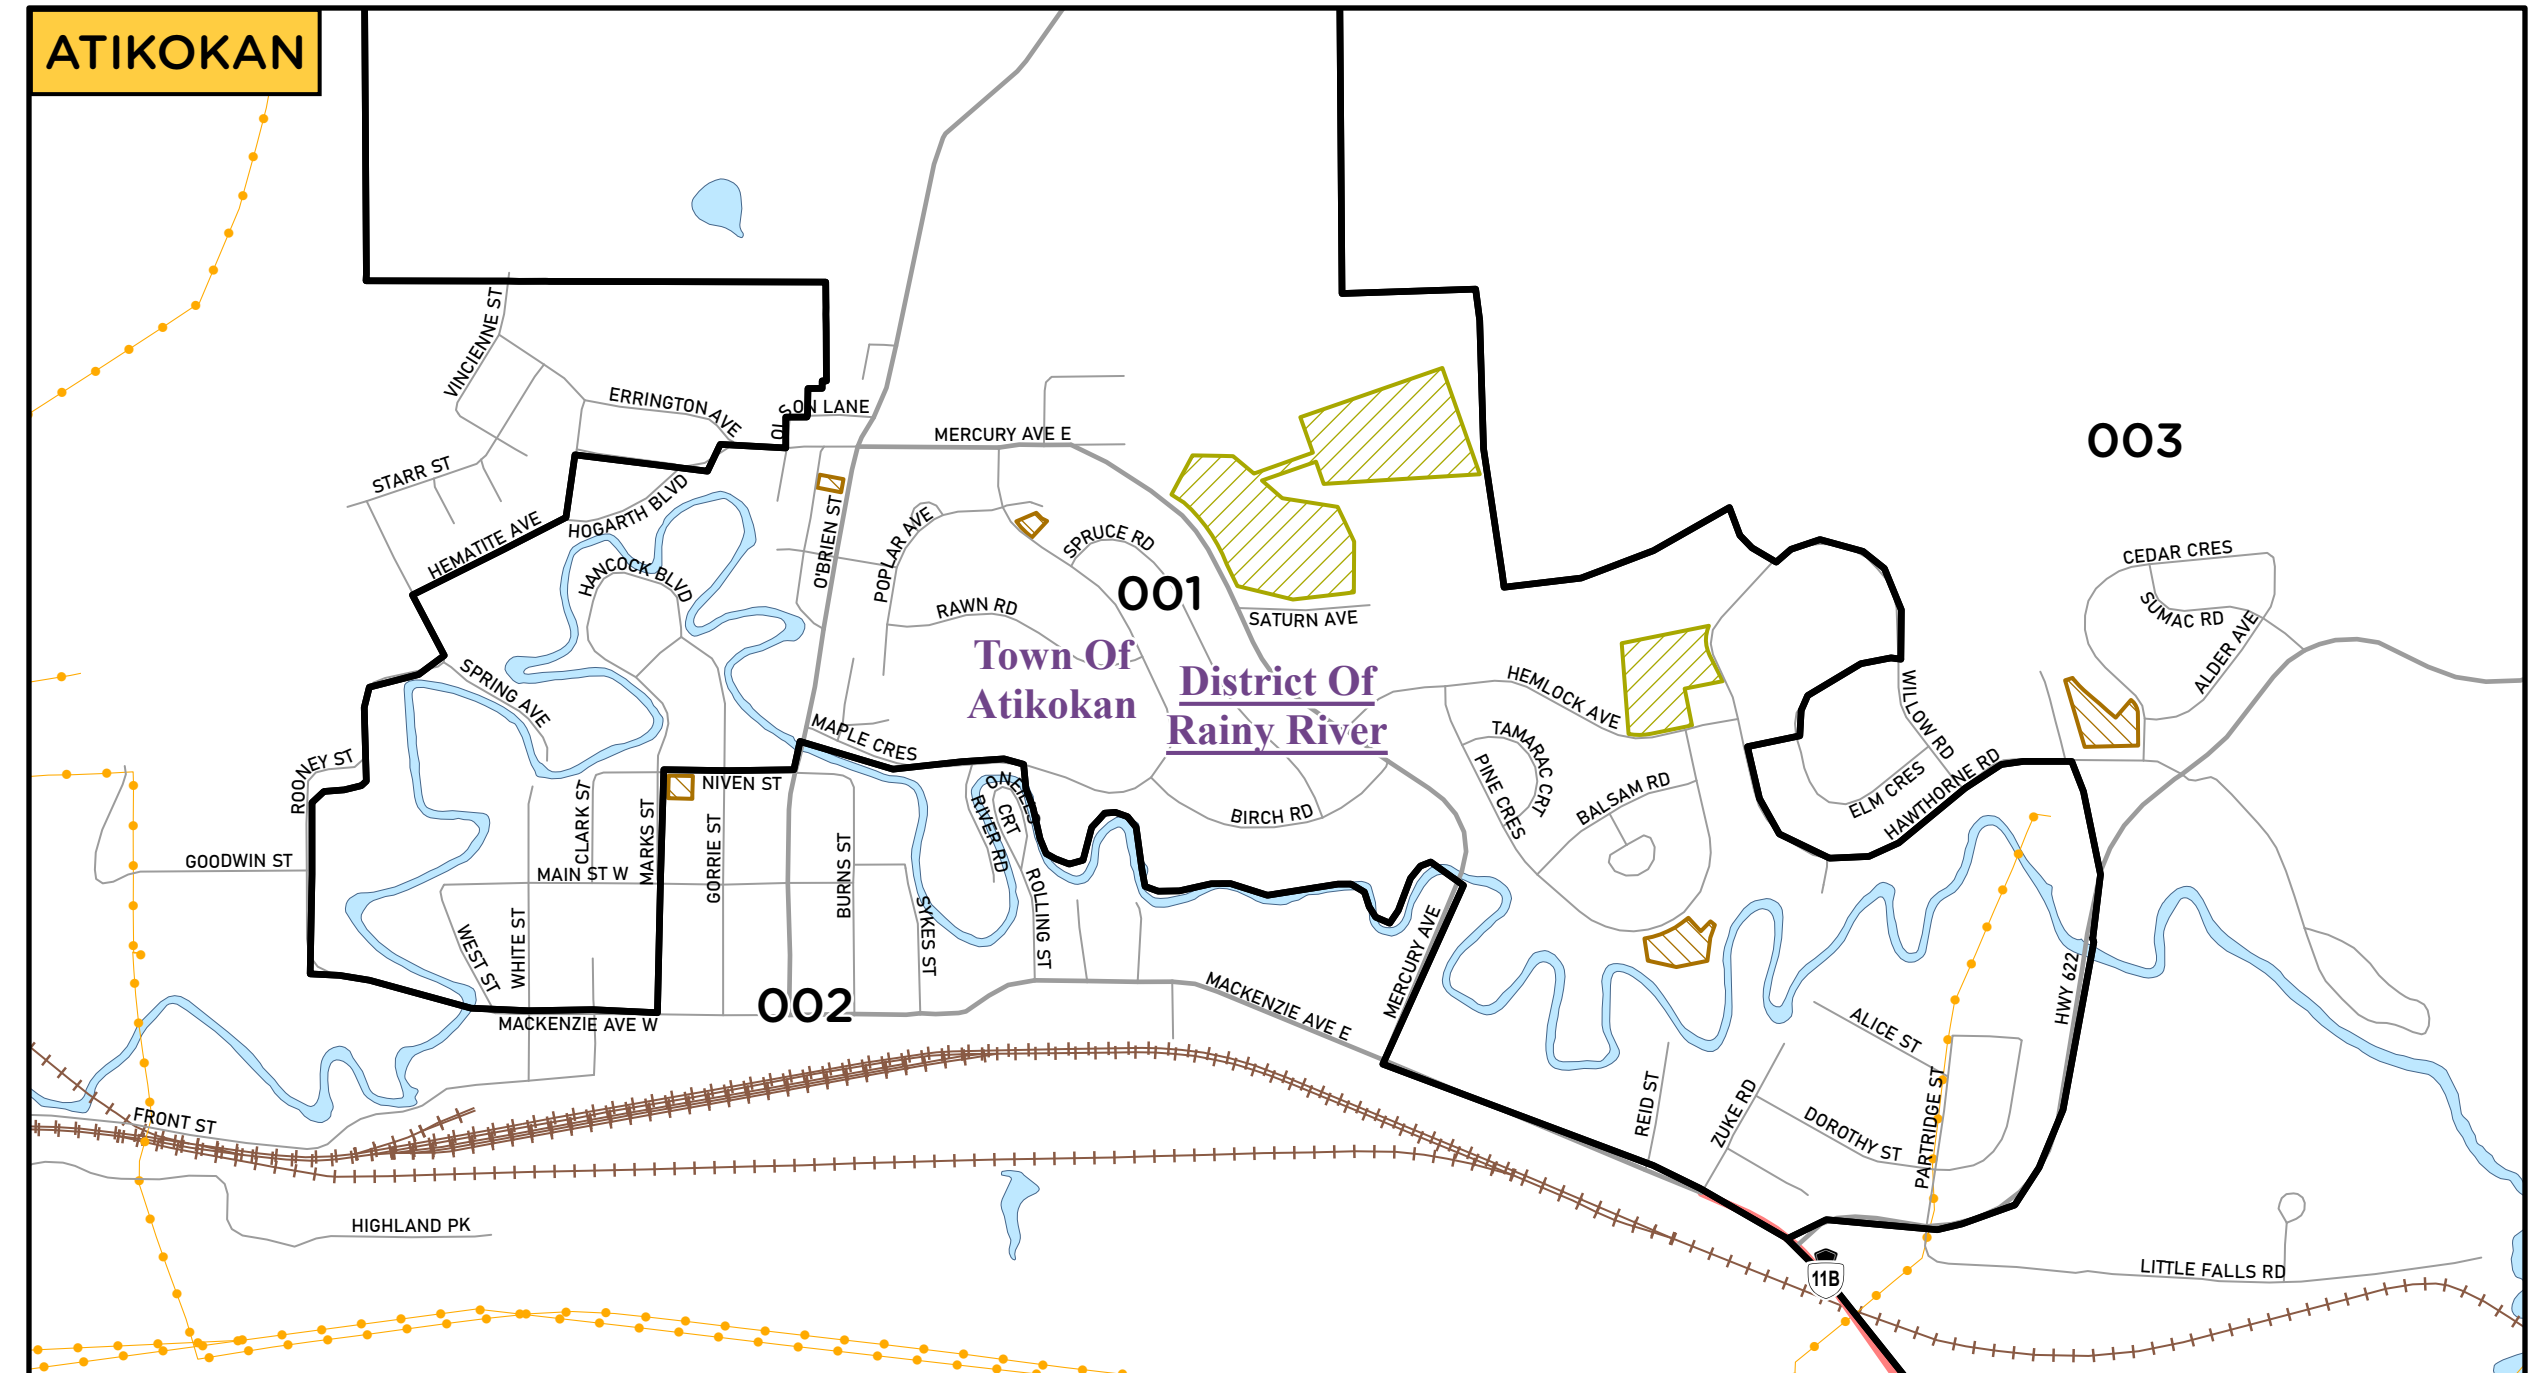 ATIKOKAN
VINCIENNE ST
ERRINGTON AVE
SON LANE
MERCURY AVE E
003
STARR ST
HOGARTH BLVD
HEMATITE AVE
HANCOCK BLVD
O'BRIEN ST
POPLAR AVE
SPRUCE RD
001
RAWN RD
SATURN AVE
CEDAR CRES
SUMAC RD
ALDER AVE
Town Of
Atikokan
District Of
Rainy River
SPRING AVE
MAPLE CRES
HEMLOCK AVE
WILLOW RD
TAMARAC CRT
PINE CRES
BALSAM RD
ELM CRES
HAWTHORNE RD
ROONEY ST
NIVEN ST
O'NEILLS
CRT
RIVER RD
BIRCH RD
CLARK ST
MARKS ST
GORRIE ST
BURNS ST
GOODWIN ST
MAIN ST W
SYKES ST
ROLLING ST
WEST ST
WHITE ST
MERCURY AVE
HWY 622
002
MACKENZIE AVE W
MACKENZIE AVE E
ALICE ST
REID ST
ZUKE RD
DOROTHY ST
PARTRIDGE ST
FRONT ST
HIGHLAND PK
11B
LITTLE FALLS RD